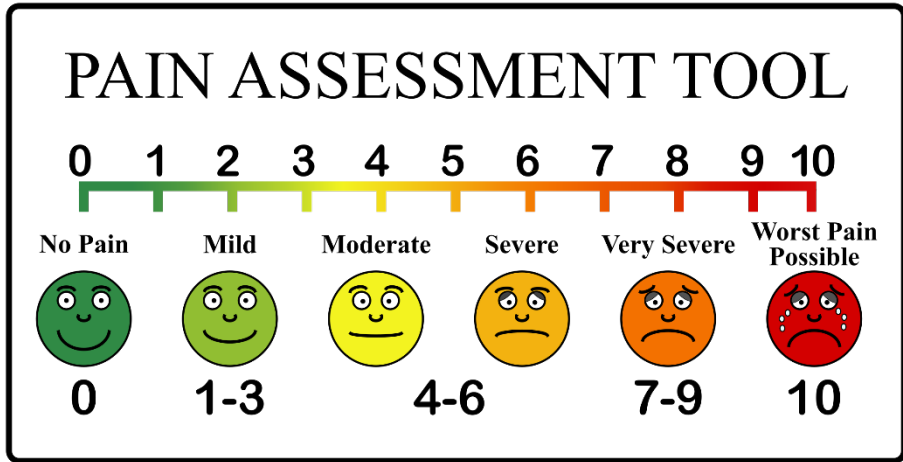 PAIN ASSESSMENT TOOL
0 1 2 3 4 5 6 7 8 9 10
No Pain Mild Moderate Severe Very Severe Worst Pain
Possible
0 1-3 4-6 7-9 10